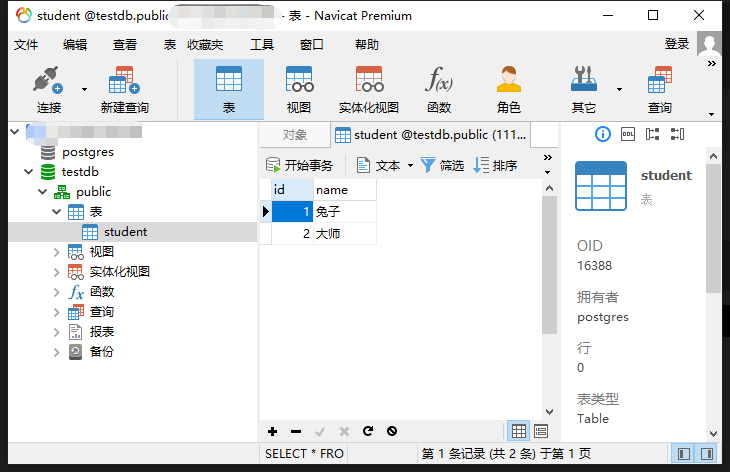 student @testdb.public
- 表 - Navicat Premium
文件 编辑 查看 表 收藏夹 工具 窗口 帮助 登录
连接 新建查询 表 视图 实体化视图 函数 角色 其它 查询
f(x)
对象 student @testdb.public (111...
DDL
开始事务 文本 筛选 排序
id name
1 兔子
2 大师
postgres
testdb
public
表
student
视图
实体化视图
fx 函数
查询
报表
备份
student
表
OID
16388
拥有者
postgres
行
0
表类型
Table
SELECT * FRO 第 1 条记录 (共 2 条) 于第 1 页